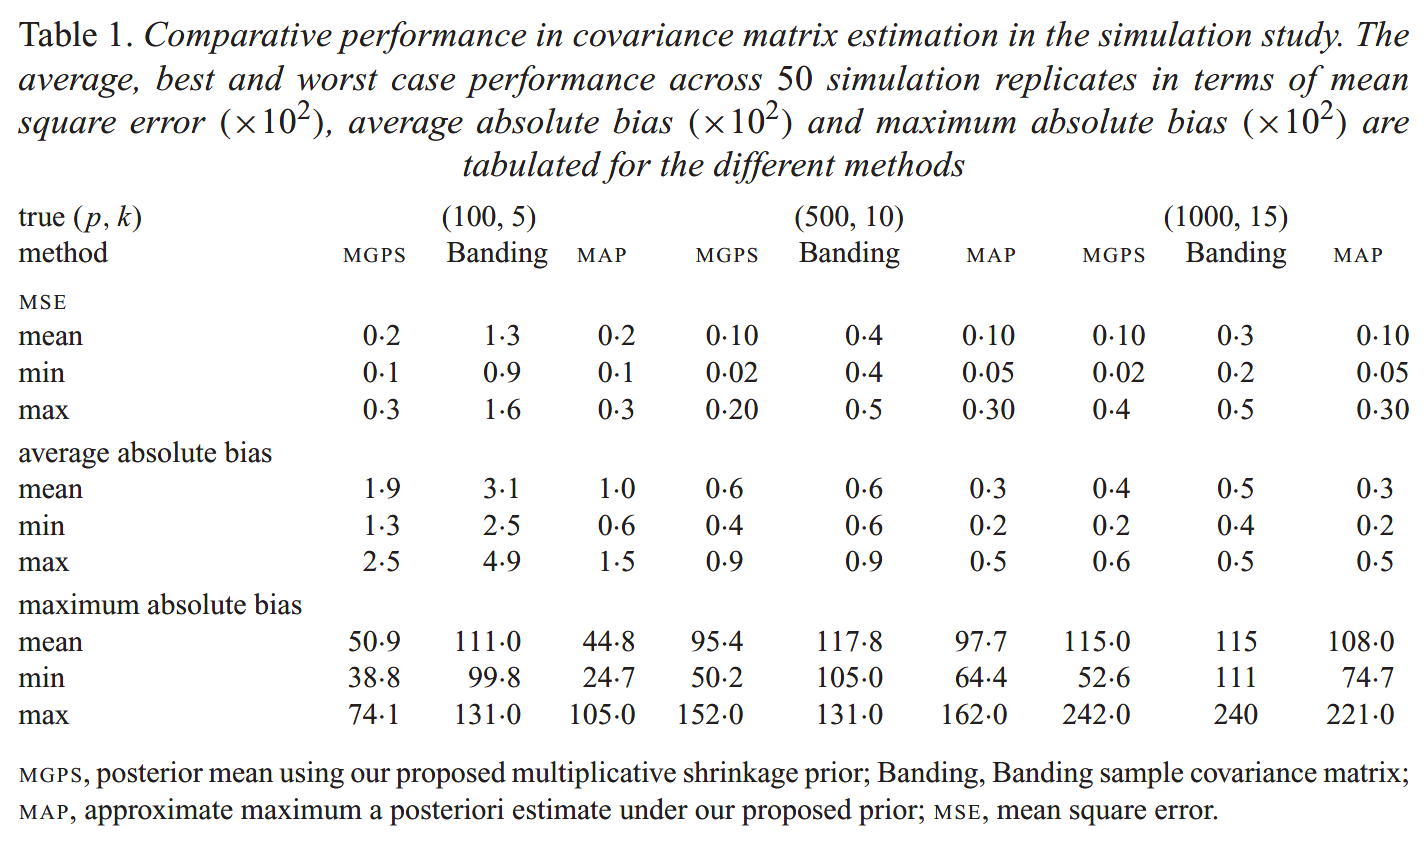 Table 1. Comparative performance in covariance matrix estimation in the simulation study. The
average, best and worst case performance across 50 simulation replicates in terms of mean
square error (×10²), average absolute bias (×10²) and maximum absolute bias (×10²) are
tabulated for the different methods
true (p, k) (100, 5) (500, 10) (1000, 15)
method MGPS Banding MAP MGPS Banding MAP MGPS Banding MAP
MSE
mean 0·2 1·3 0·2 0·10 0·4 0·10 0·10 0·3 0·10
min 0·1 0·9 0·1 0·02 0·4 0·05 0·02 0·2 0·05
max 0·3 1·6 0·3 0·20 0·5 0·30 0·4 0·5 0·30
average absolute bias
mean 1·9 3·1 1·0 0·6 0·6 0·3 0·4 0·5 0·3
min 1·3 2·5 0·6 0·4 0·6 0·2 0·2 0·4 0·2
max 2·5 4·9 1·5 0·9 0·9 0·5 0·6 0·5 0·5
maximum absolute bias
mean 50·9 111·0 44·8 95·4 117·8 97·7 115·0 115 108·0
min 38·8 99·8 24·7 50·2 105·0 64·4 52·6 111 74·7
max 74·1 131·0 105·0 152·0 131·0 162·0 242·0 240 221·0
MGPS, posterior mean using our proposed multiplicative shrinkage prior; Banding, Banding sample covariance matrix;
MAP, approximate maximum a posteriori estimate under our proposed prior; MSE, mean square error.